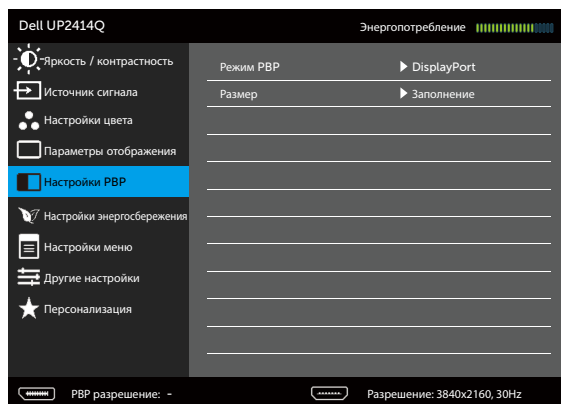 Dell UP2414Q
Энергопотребление
Яркость / контрастность
Режим PBP
DisplayPort
Источник сигнала
Размер
Заполнение
Настройки цвета
Параметры отображения
Настройки PBP
Настройки энергосбережения
Настройки меню
Другие настройки
Персонализация
PBP разрешение: -
Разрешение: 3840x2160, 30Hz